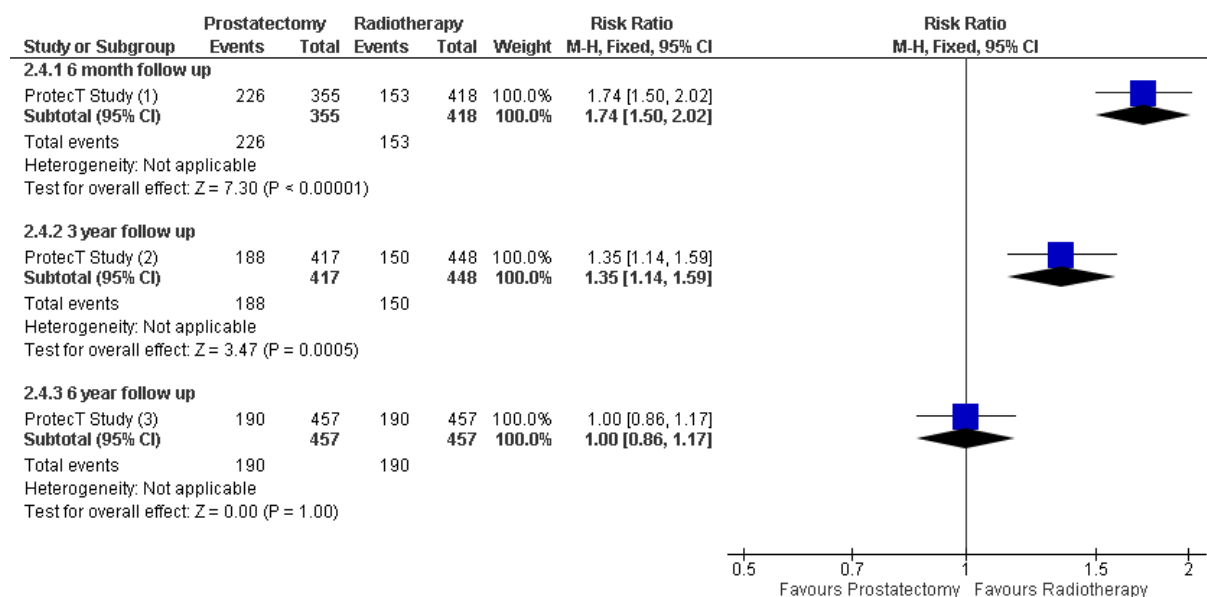 Prostatectomy Radiotherapy Risk Ratio Risk Ratio
Study or Subgroup Events Total Events Total Weight M-H, Fixed, 95% CI M-H, Fixed, 95% CI
2.4.1 6 month follow up
ProtecT Study (1) 226 355 153 418 100.0% 1.74 [1.50, 2.02]
Subtotal (95% CI) 355 418 100.0% 1.74 [1.50, 2.02]
Total events 226 153
Heterogeneity: Not applicable
Test for overall effect: Z = 7.30 (P < 0.00001)
2.4.2 3 year follow up
ProtecT Study (2) 188 417 150 448 100.0% 1.35 [1.14, 1.59]
Subtotal (95% CI) 417 448 100.0% 1.35 [1.14, 1.59]
Total events 188 150
Heterogeneity: Not applicable
Test for overall effect: Z = 3.47 (P = 0.0005)
2.4.3 6 year follow up
ProtecT Study (3) 190 457 190 457 100.0% 1.00 [0.86, 1.17]
Subtotal (95% CI) 457 457 100.0% 1.00 [0.86, 1.17]
Total events 190 190
Heterogeneity: Not applicable
Test for overall effect: Z = 0.00 (P = 1.00)
0.5 0.7 1 1.5 2
Favours Prostatectomy Favours Radiotherapy